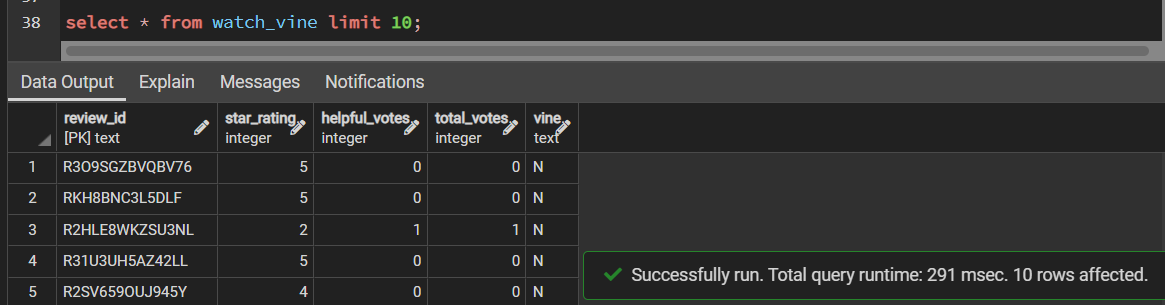 38 select * from watch_vine limit 10;
Data Output Explain Messages Notifications
review_id star_rating helpful_votes total_votes vine
[PK] text integer integer integer text
1 R3O9SGZBVQBV76 5 0 0 N
2 RKH8BNC3L5DLF 5 0 0 N
3 R2HLE8WKZSU3NL 2 1 1 N
4 R31U3UH5AZ42LL 5 0 0 N
5 R2SV659OUJ945Y 4 0 0 N
Successfully run. Total query runtime: 291 msec. 10 rows affected.